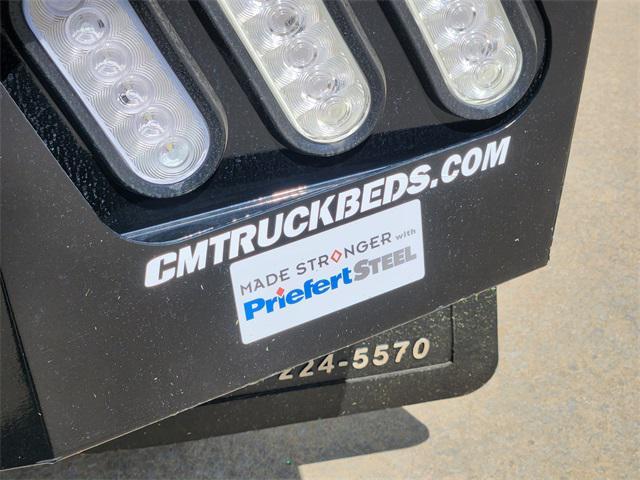 CMTRUCKBEDS.COM
MADE STRONGER with
Priefert STEEL
224-5570